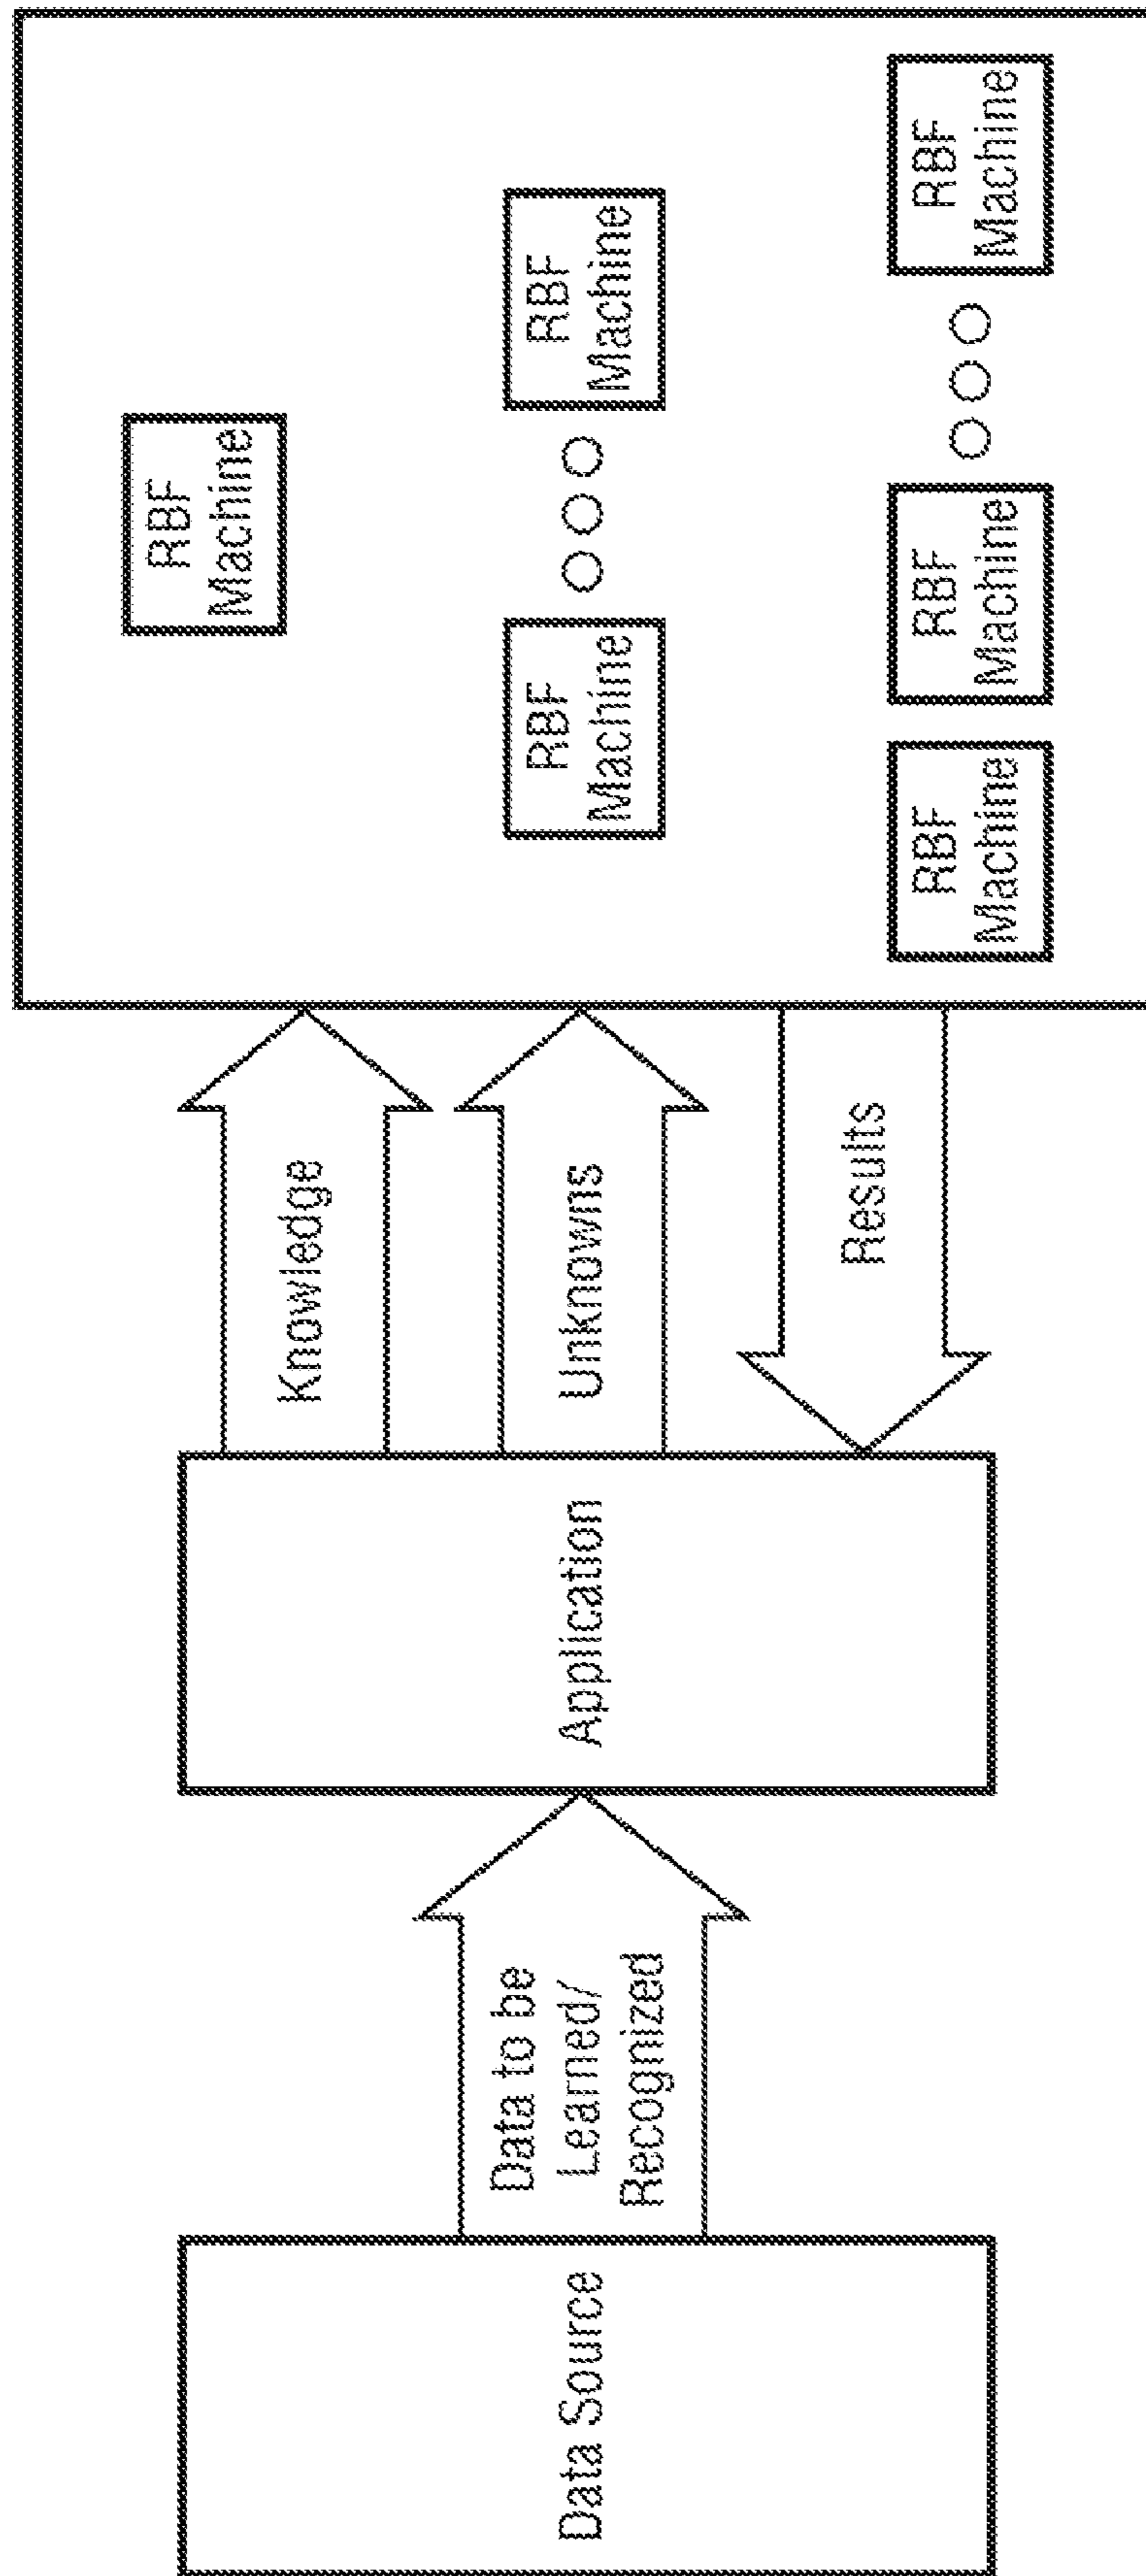 Data Source
Data to be
Learned/
Recognized
Application
Knowledge
Unknowns
Results
RBF
Machine
RBF
Machine
RBF
Machine
RBF
Machine
RBF
Machine
RBF
Machine